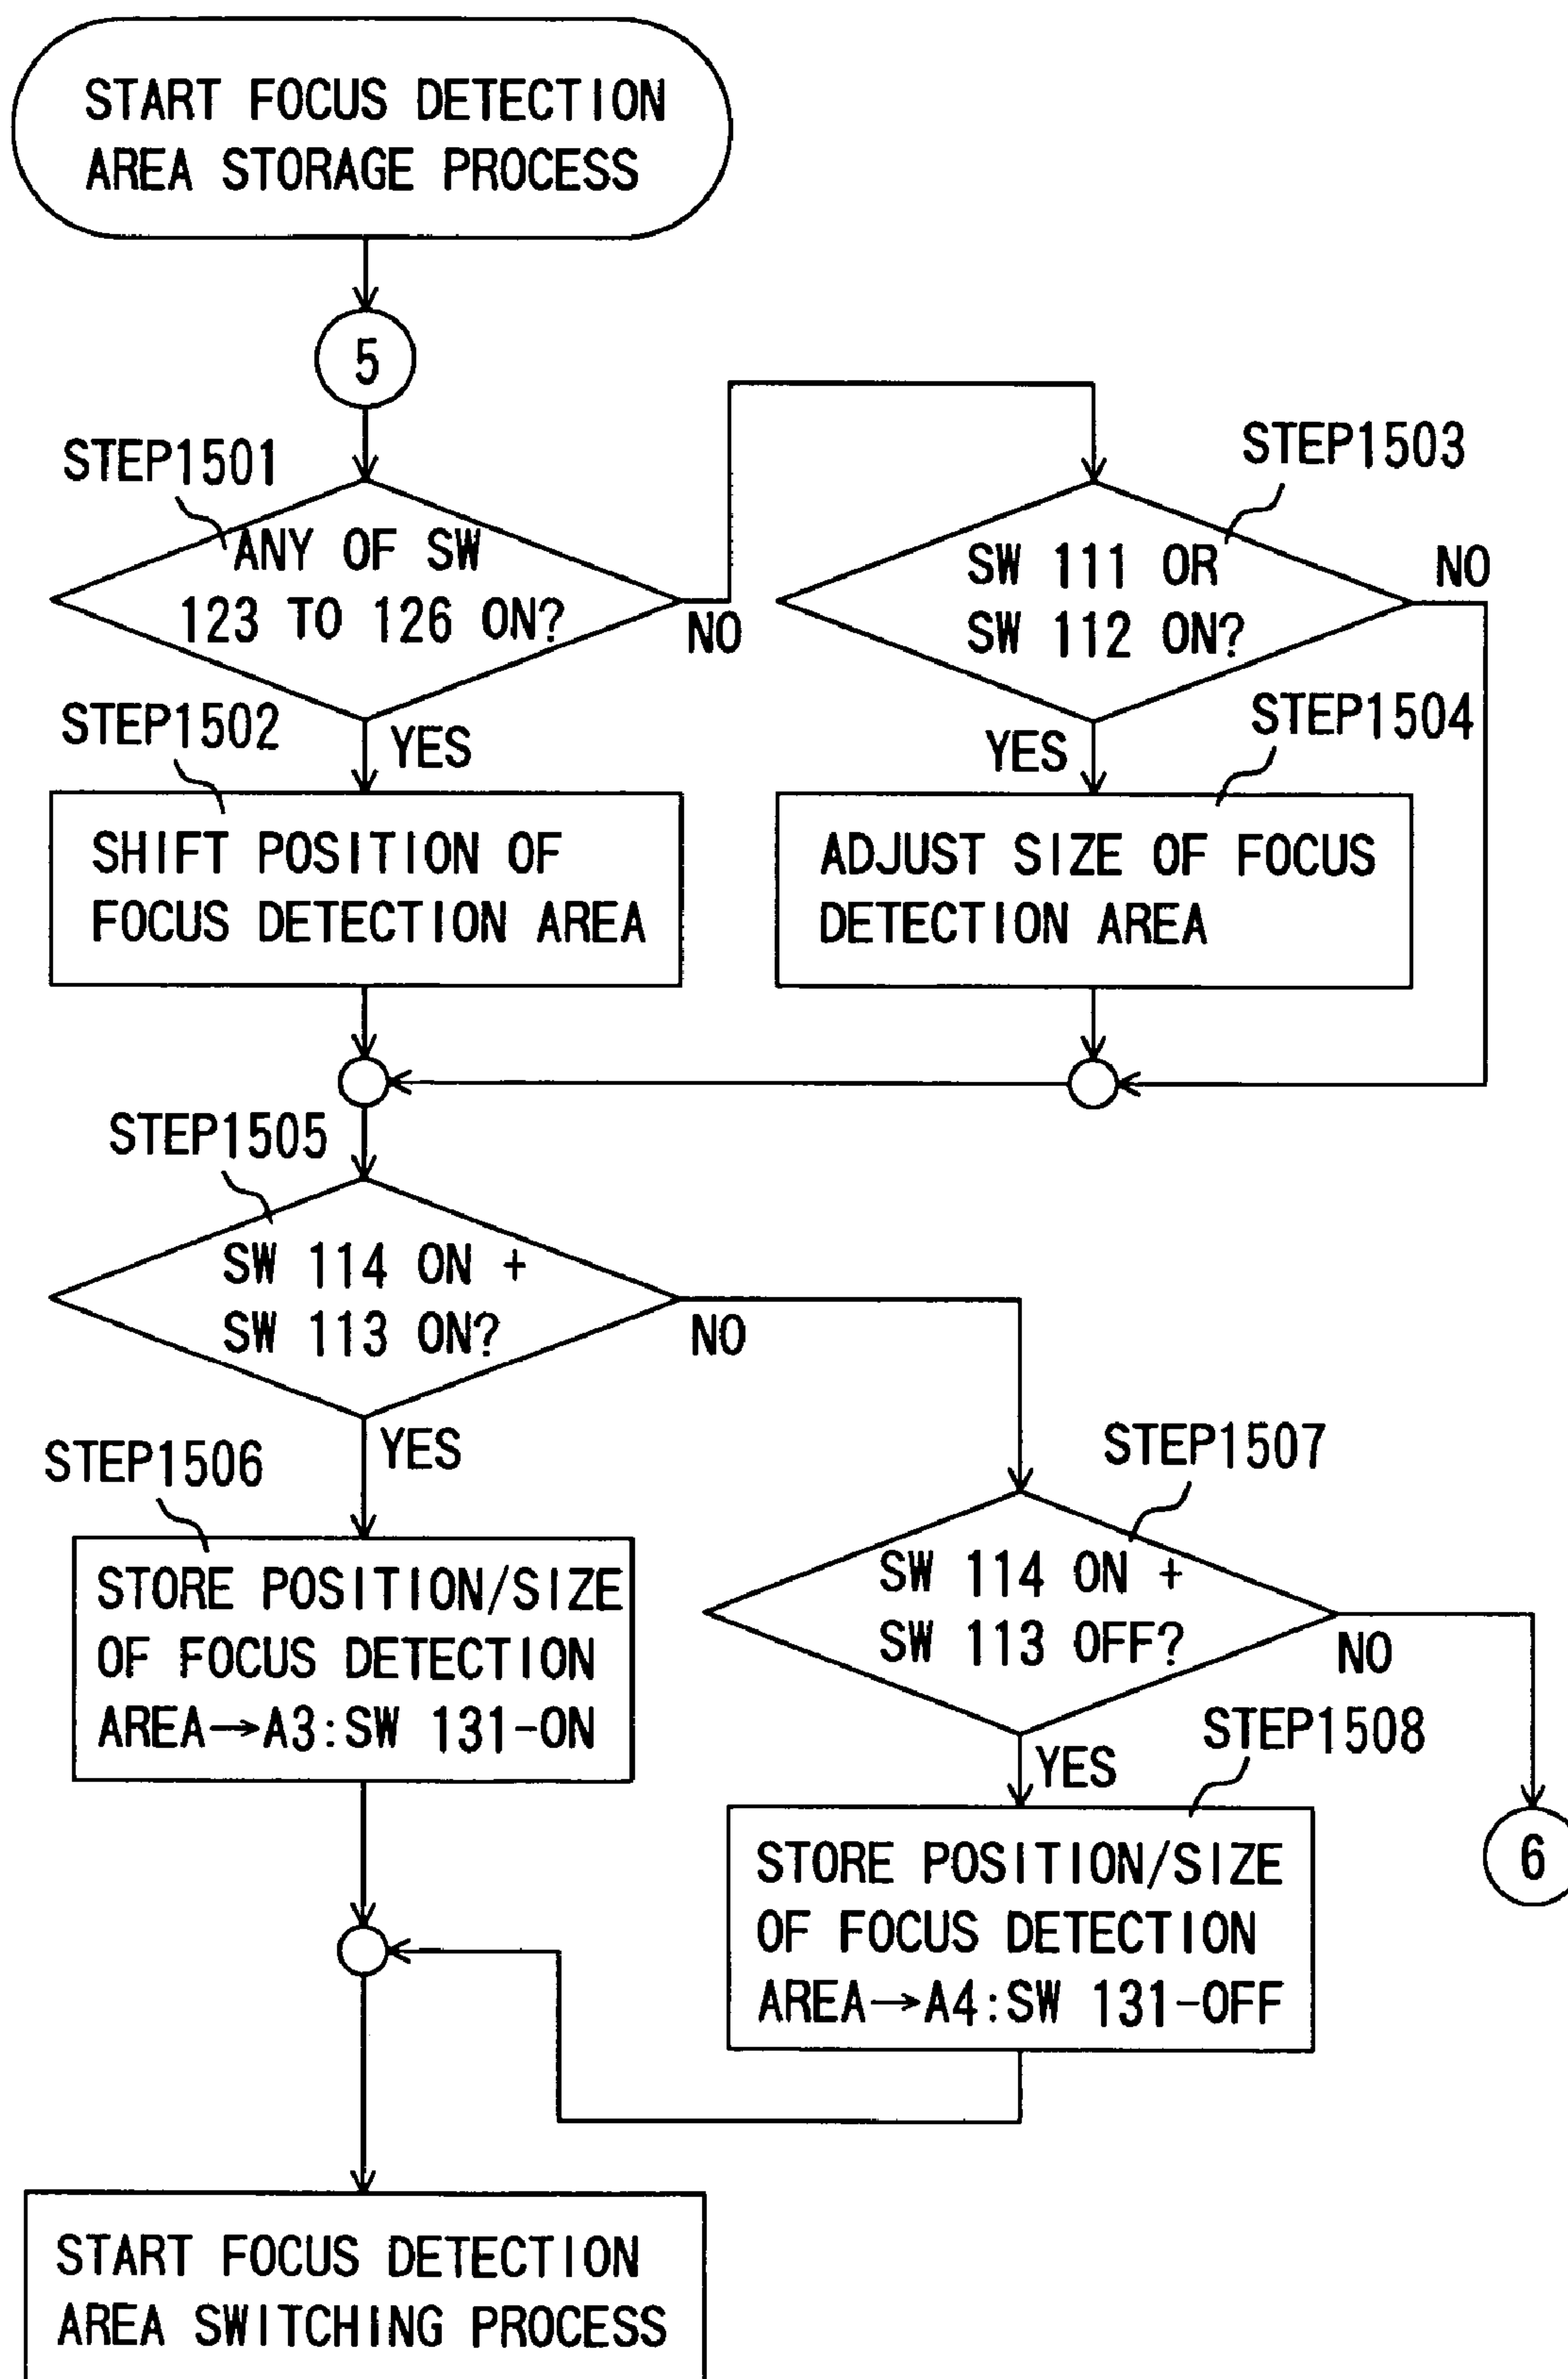 START FOCUS DETECTION
AREA STORAGE PROCESS
5
STEP1501
ANY OF SW
123 TO 126 ON?
NO
STEP1503
SW 111 OR
SW 112 ON?
NO
STEP1502
YES
SHIFT POSITION OF
FOCUS DETECTION AREA
STEP1504
YES
ADJUST SIZE OF FOCUS
DETECTION AREA
STEP1505
SW 114 ON +
SW 113 ON?
NO
STEP1506
YES
STORE POSITION/SIZE
OF FOCUS DETECTION
AREA→A3:SW 131-ON
STEP1507
SW 114 ON +
SW 113 OFF?
NO
STEP1508
YES
STORE POSITION/SIZE
OF FOCUS DETECTION
AREA→A4:SW 131-OFF
6
START FOCUS DETECTION
AREA SWITCHING PROCESS